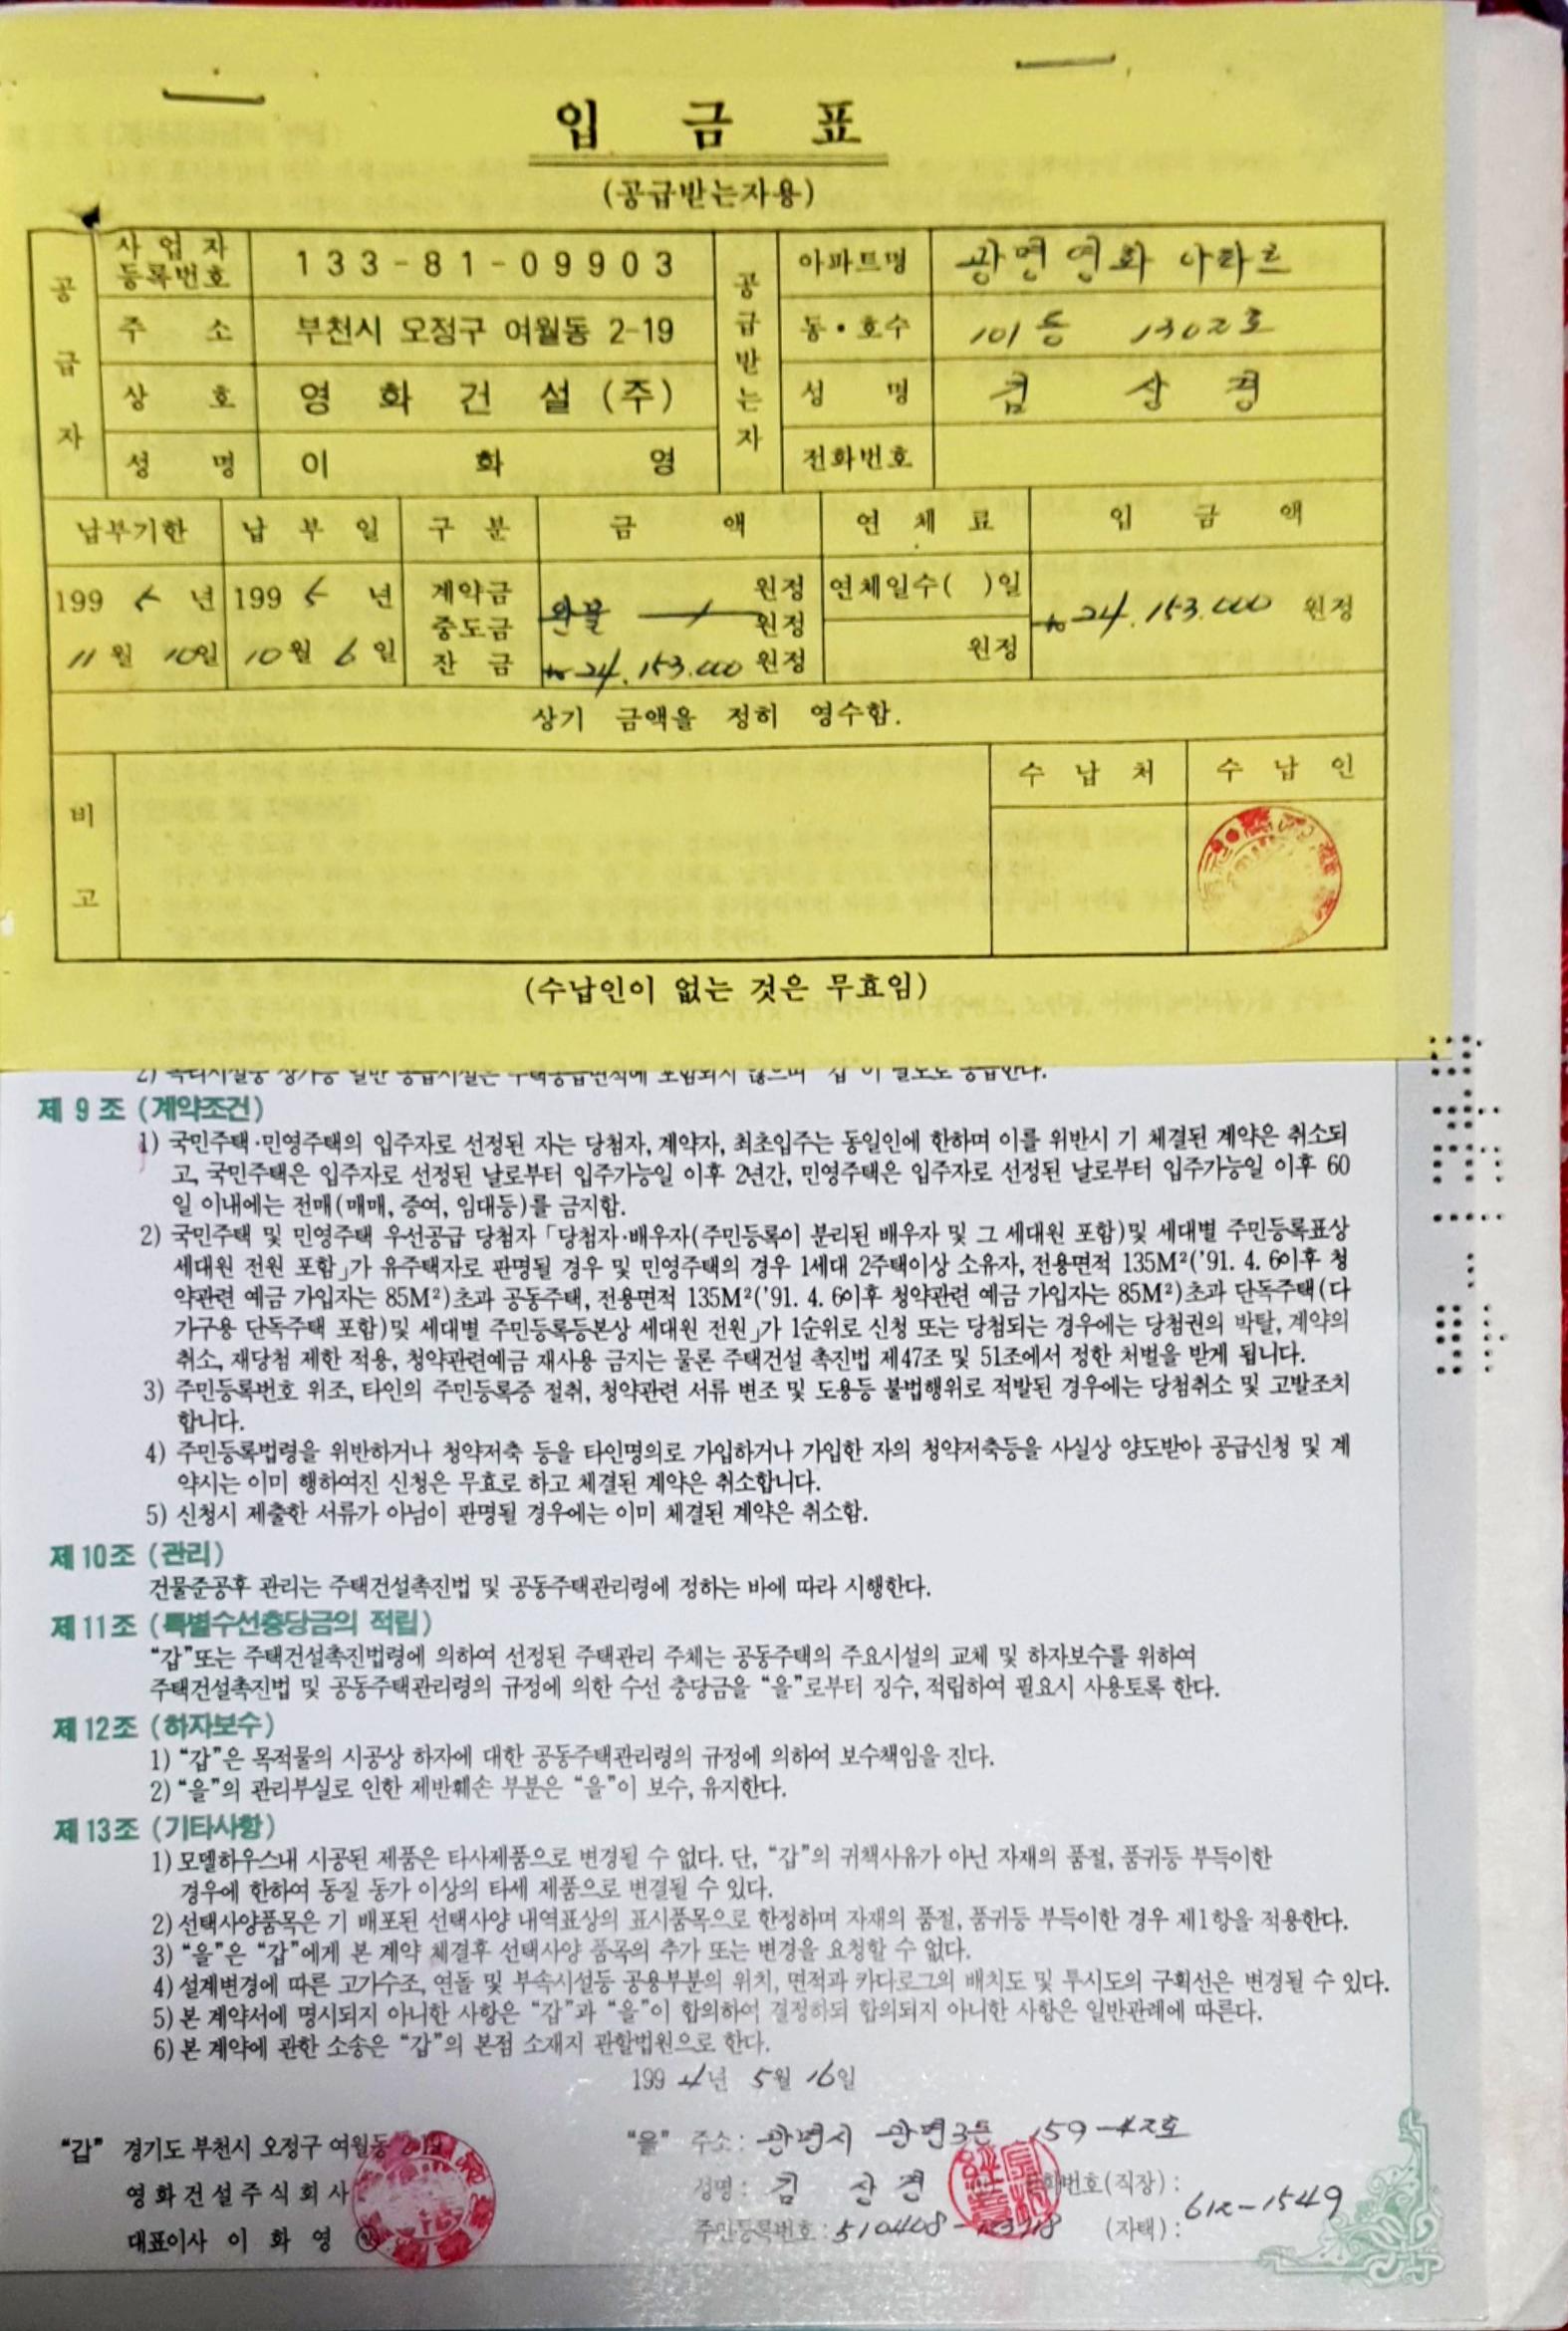 입 금 표
(공급받는자용)
공급자
사업자등록번호 133-81-09903
주 소 부천시 오정구 여월동 2-19
상 호 영 화 건 설 (주)
성 명 이 화 영
공급받는자
아파트명 광명영화 아파트
동·호수 101동 1302호
성 명 김 상 경
전화번호
납부기한 납 부 일 구 분 금 액 연 체 료 입 금 액
199 5 년 11월 10일
199 5 년 10월 6일
계약금 원정
중도금 완불 원정
잔 금 ₩24.153.000 원정
연체일수( )일
원정
₩24.153.000 원정
상기 금액을 정히 영수함.
비고
수 납 처 수 납 인
(수납인이 없는 것은 무효임)
2) 복리시설중 상가등 일반 공급시설은 주택공급면적에 포함되지 않으며 “갑”이 별도로 공급한다.
제 9 조 (계약조건)
1) 국민주택·민영주택의 입주자로 선정된 자는 당첨자, 계약자, 최초입주는 동일인에 한하며 이를 위반시 기 체결된 계약은 취소되
고, 국민주택은 입주자로 선정된 날로부터 입주가능일 이후 2년간, 민영주택은 입주자로 선정된 날로부터 입주가능일 이후 60
일 이내에는 전매(매매, 증여, 임대등)를 금지함.
2) 국민주택 및 민영주택 우선공급 당첨자「당첨자·배우자(주민등록이 분리된 배우자 및 그 세대원 포함)및 세대별 주민등록표상
세대원 전원 포함」가 유주택자로 판명될 경우 및 민영주택의 경우 1세대 2주택이상 소유자, 전용면적 135M²('91. 4. 6이후 청
약관련 예금 가입자는 85M²)초과 공동주택, 전용면적 135M²('91. 4. 6이후 청약관련 예금 가입자는 85M²)초과 단독주택(다
가구용 단독주택 포함)및 세대별 주민등록등본상 세대원 전원」가 1순위로 신청 또는 당첨되는 경우에는 당첨권의 박탈, 계약의
취소, 재당첨 제한 적용, 청약관련예금 재사용 금지는 물론 주택건설 촉진법 제47조 및 51조에서 정한 처벌을 받게 됩니다.
3) 주민등록번호 위조, 타인의 주민등록증 절취, 청약관련 서류 변조 및 도용등 불법행위로 적발된 경우에는 당첨취소 및 고발조치
합니다.
4) 주민등록법령을 위반하거나 청약저축 등을 타인명의로 가입하거나 가입한 자의 청약저축등을 사실상 양도받아 공급신청 및 계
약시는 이미 행하여진 신청은 무효로 하고 체결된 계약은 취소합니다.
5) 신청시 제출한 서류가 아님이 판명될 경우에는 이미 체결된 계약은 취소함.
제10조 (관리)
건물준공후 관리는 주택건설촉진법 및 공동주택관리령에 정하는 바에 따라 시행한다.
제11조 (특별수선충당금의 적립)
“갑”또는 주택건설촉진법령에 의하여 선정된 주택관리 주체는 공동주택의 주요시설의 교체 및 하자보수를 위하여
주택건설촉진법 및 공동주택관리령의 규정에 의한 수선 충당금을 “을”로부터 징수, 적립하여 필요시 사용토록 한다.
제12조 (하자보수)
1) “갑”은 목적물의 시공상 하자에 대한 공동주택관리령의 규정에 의하여 보수책임을 진다.
2) “을”의 관리부실로 인한 제반훼손 부분은 “을”이 보수, 유지한다.
제13조 (기타사항)
1) 모델하우스내 시공된 제품은 타사제품으로 변경될 수 없다. 단, “갑”의 귀책사유가 아닌 자재의 품절, 품귀등 부득이한
경우에 한하여 동질 동가 이상의 타세 제품으로 변결될 수 있다.
2) 선택사양품목은 기 배포된 선택사양 내역표상의 표시품목으로 한정하며 자재의 품절, 품귀등 부득이한 경우 제1항을 적용한다.
3) “을”은 “갑”에게 본 계약 체결후 선택사양 품목의 추가 또는 변경을 요청할 수 없다.
4) 설계변경에 따른 고가수조, 연돌 및 부속시설등 공용부분의 위치, 면적과 카다로그의 배치도 및 투시도의 구획선은 변경될 수 있다.
5) 본 계약서에 명시되지 아니한 사항은 “갑”과 “을”이 합의하여 결정하되 합의되지 아니한 사항은 일반관례에 따른다.
6) 본 계약에 관한 소송은 “갑”의 본점 소재지 관할법원으로 한다.
199 4년 5월 16일
“갑” 경기도 부천시 오정구 여월동 2-19
영 화 건 설 주 식 회 사
대표이사 이 화 영
“을” 주소 : 광명시 광명3동 159-42호
성명 : 김 상 경 전화번호(직장) :
주민등록번호 : 510408- (자택) : 612-1549